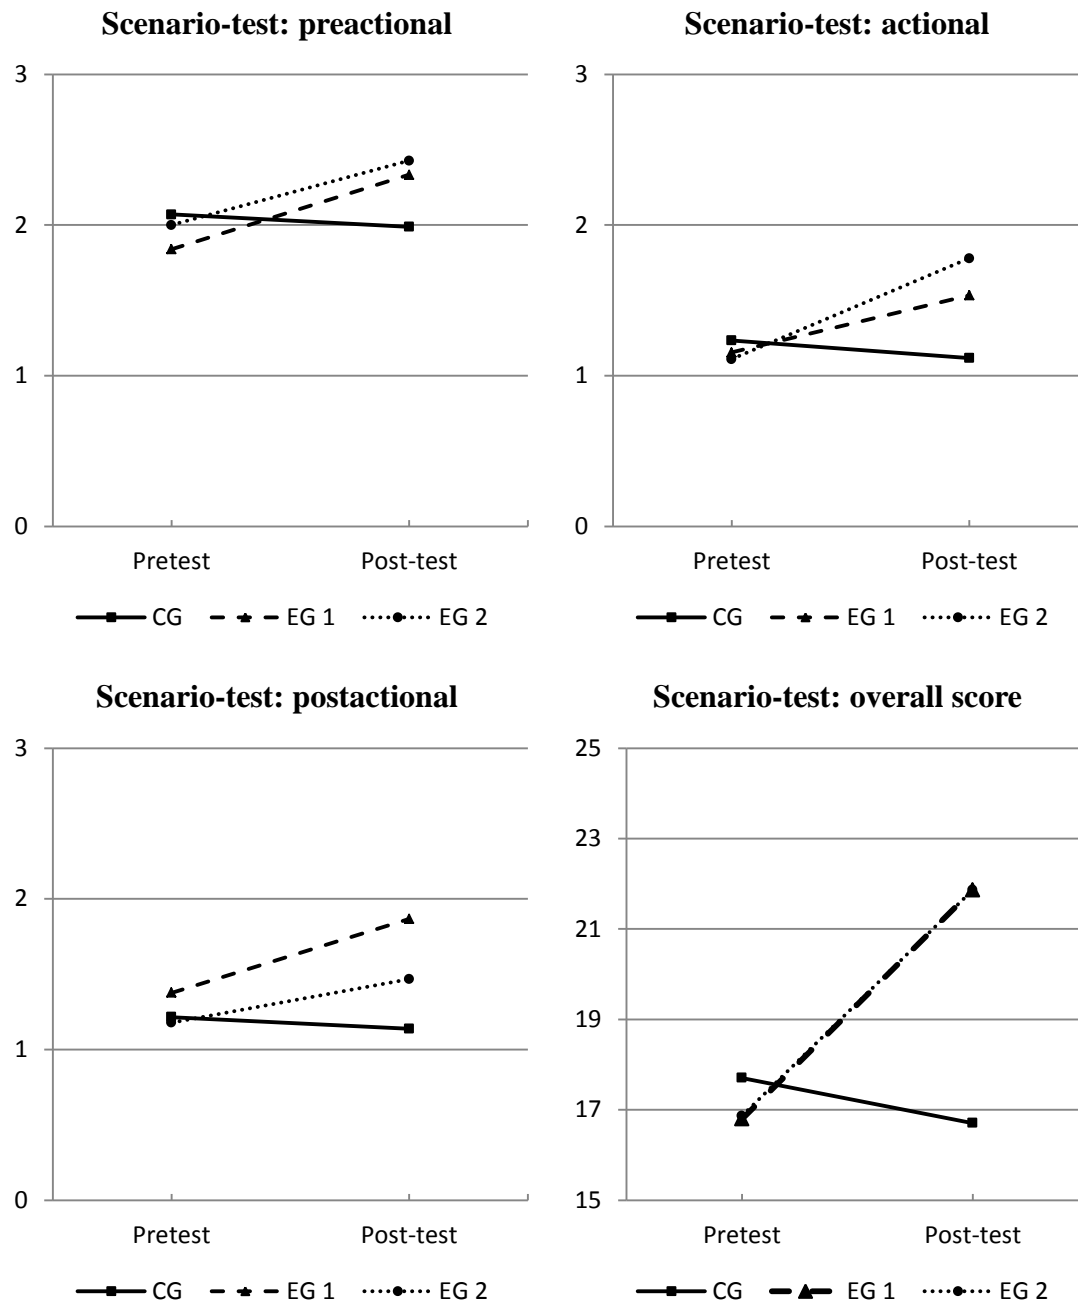 Scenario-test: preactional
3
2
1
0
Pretest Post-test
CG EG 1 EG 2
Scenario-test: actional
3
2
1
0
Pretest Post-test
CG EG 1 EG 2
Scenario-test: postactional
3
2
1
0
Pretest Post-test
CG EG 1 EG 2
Scenario-test: overall score
25
23
21
19
17
15
Pretest Post-test
CG EG 1 EG 2